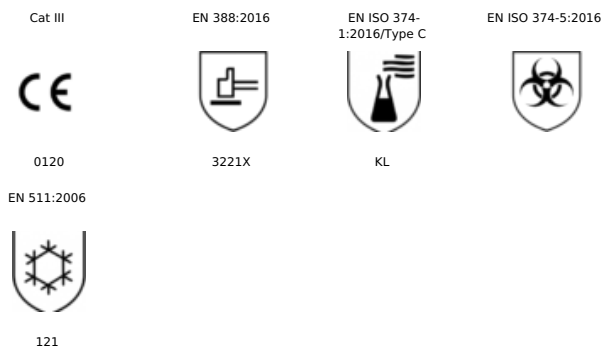 Cat III
EN 388:2016
EN ISO 374-
1:2016/Type C
EN ISO 374-5:2016
CE
0120
3221X
KL
EN 511:2006
121